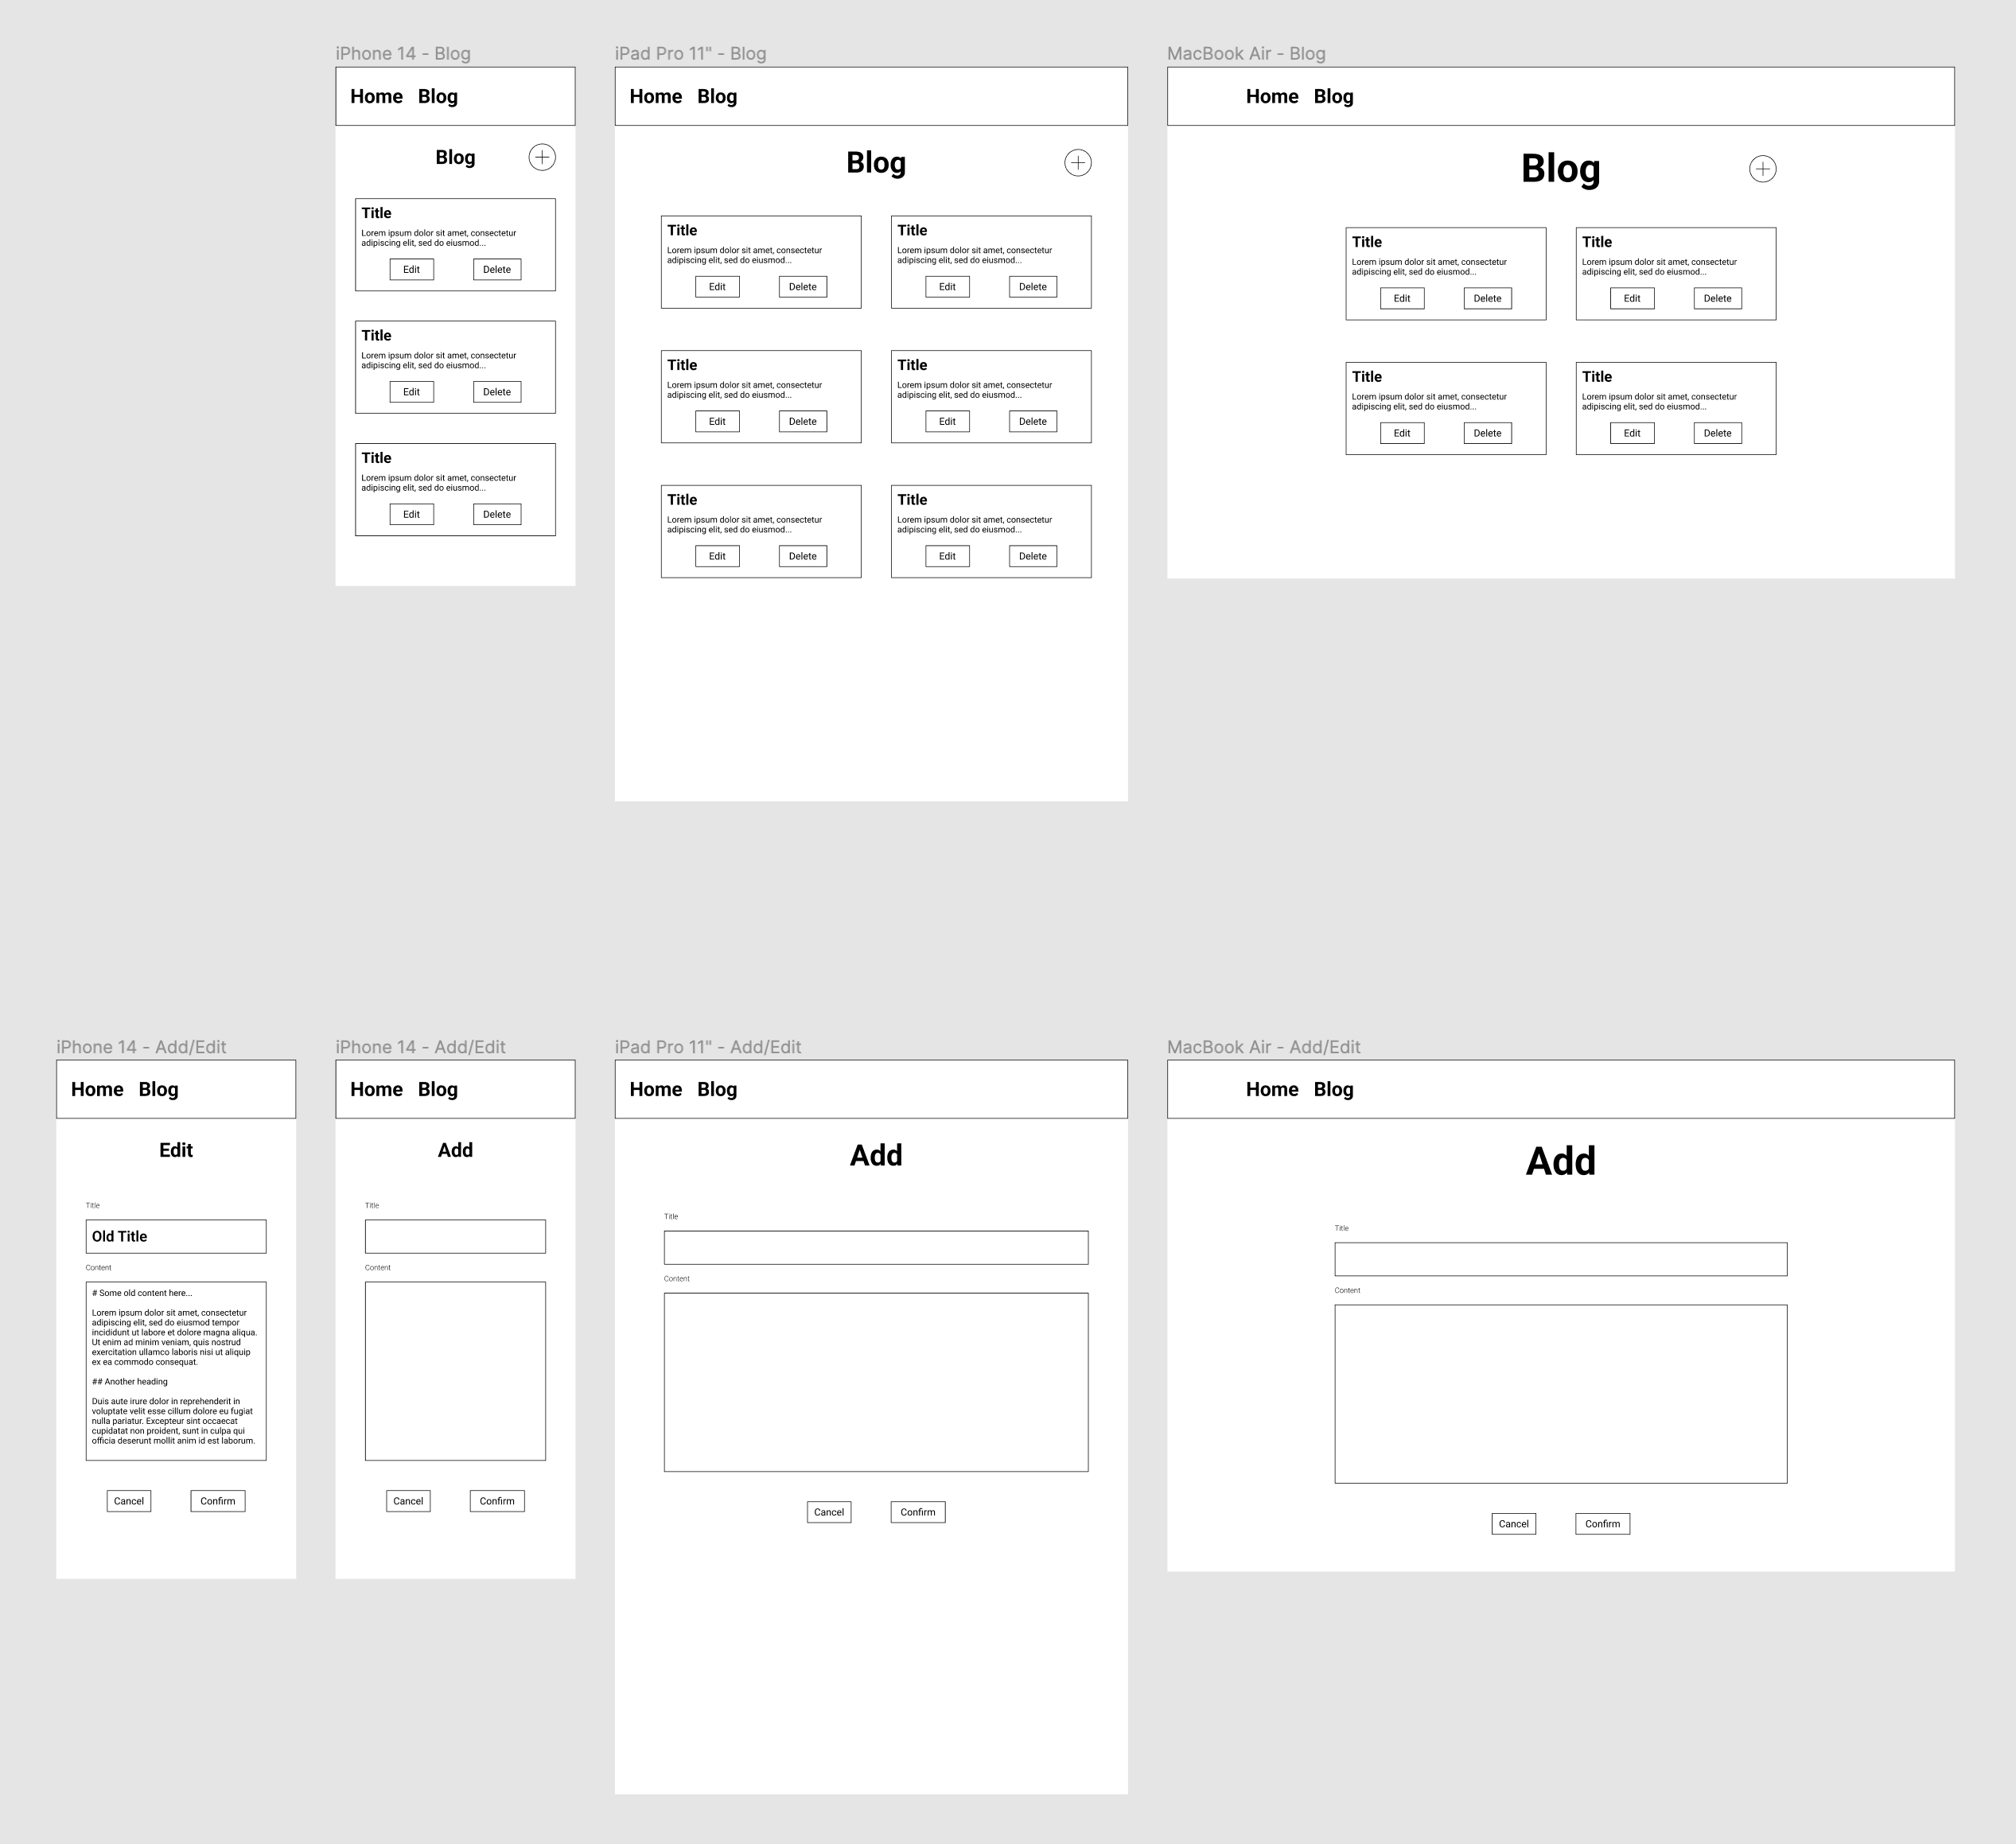 iPhone 14 - Blog
Home Blog
Blog
Title
Lorem ipsum dolor sit amet, consectetur
adipiscing elit, sed do eiusmod...
Edit Delete
Title
Lorem ipsum dolor sit amet, consectetur
adipiscing elit, sed do eiusmod...
Edit Delete
Title
Lorem ipsum dolor sit amet, consectetur
adipiscing elit, sed do eiusmod...
Edit Delete
iPad Pro 11" - Blog
Home Blog
Blog
Title
Lorem ipsum dolor sit amet, consectetur
adipiscing elit, sed do eiusmod...
Edit Delete
Title
Lorem ipsum dolor sit amet, consectetur
adipiscing elit, sed do eiusmod...
Edit Delete
Title
Lorem ipsum dolor sit amet, consectetur
adipiscing elit, sed do eiusmod...
Edit Delete
Title
Lorem ipsum dolor sit amet, consectetur
adipiscing elit, sed do eiusmod...
Edit Delete
Title
Lorem ipsum dolor sit amet, consectetur
adipiscing elit, sed do eiusmod...
Edit Delete
Title
Lorem ipsum dolor sit amet, consectetur
adipiscing elit, sed do eiusmod...
Edit Delete
MacBook Air - Blog
Home Blog
Blog
Title
Lorem ipsum dolor sit amet, consectetur
adipiscing elit, sed do eiusmod...
Edit Delete
Title
Lorem ipsum dolor sit amet, consectetur
adipiscing elit, sed do eiusmod...
Edit Delete
Title
Lorem ipsum dolor sit amet, consectetur
adipiscing elit, sed do eiusmod...
Edit Delete
Title
Lorem ipsum dolor sit amet, consectetur
adipiscing elit, sed do eiusmod...
Edit Delete
iPhone 14 - Add/Edit
Home Blog
Edit
Title
Old Title
Content
# Some old content here...
Lorem ipsum dolor sit amet, consectetur
adipiscing elit, sed do eiusmod tempor
incididunt ut labore et dolore magna aliqua.
Ut enim ad minim veniam, quis nostrud
exercitation ullamco laboris nisi ut aliquip
ex ea commodo consequat.
## Another heading
Duis aute irure dolor in reprehenderit in
voluptate velit esse cillum dolore eu fugiat
nulla pariatur. Excepteur sint occaecat
cupidatat non proident, sunt in culpa qui
officia deserunt mollit anim id est laborum.
Cancel Confirm
iPhone 14 - Add/Edit
Home Blog
Add
Title
Content
Cancel Confirm
iPad Pro 11" - Add/Edit
Home Blog
Add
Title
Content
Cancel Confirm
MacBook Air - Add/Edit
Home Blog
Add
Title
Content
Cancel Confirm